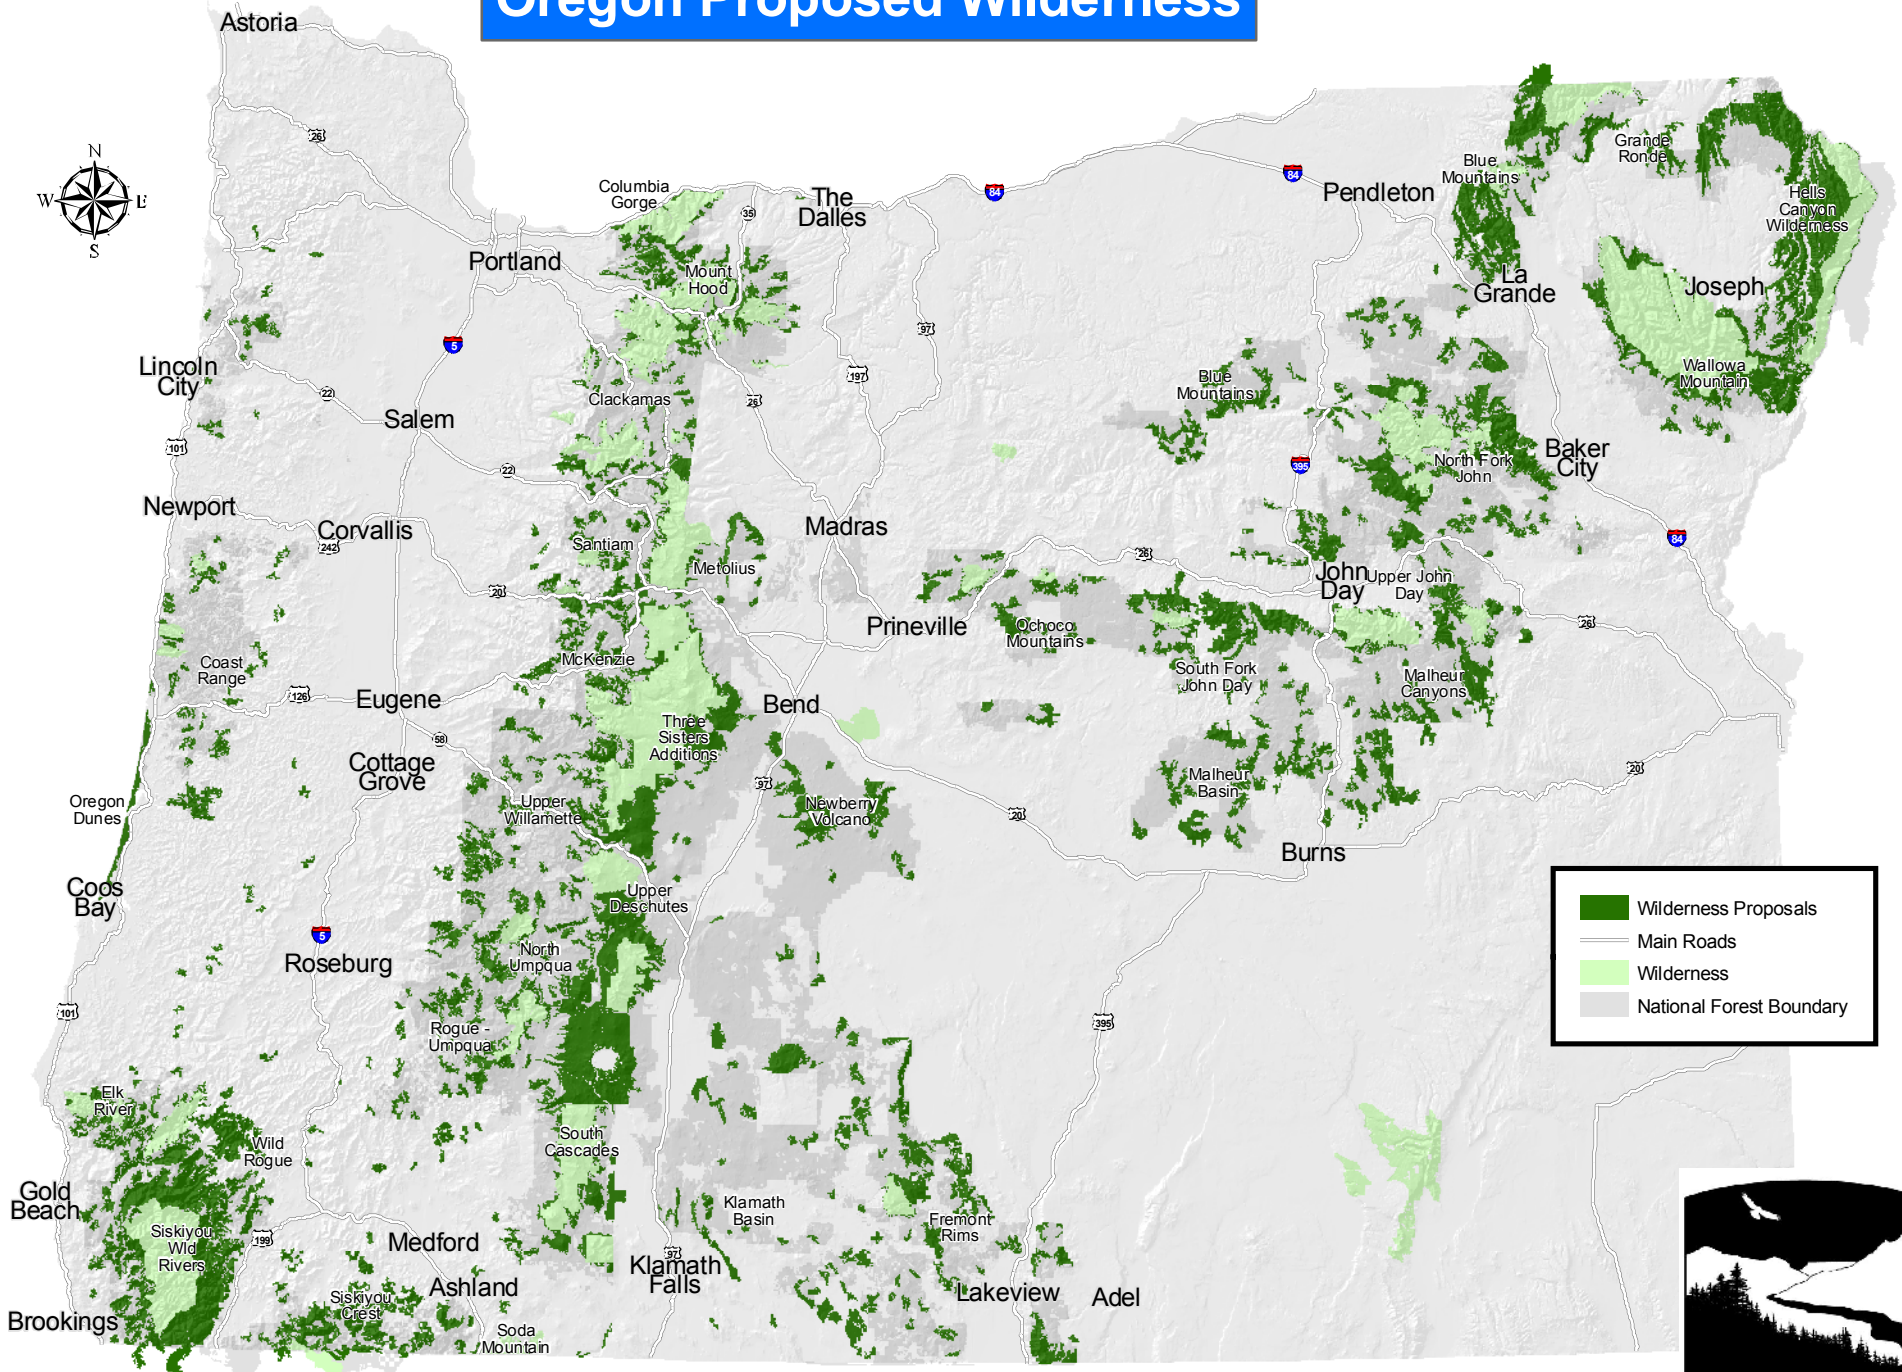 Oregon Proposed Wilderness
Astoria
26
N
W
E
S
Columbia
Gorge
The
Dalles
35
84
84
Pendleton
Blue
Mountains
Grande
Ronde
Hells
Canyon
Wilderness
Portland
Mount
Hood
La
Grande
Joseph
5
97
197
26
Lincoln
City
22
Salem
Clackamas
Blue
Mountains
Wallowa
Mountain
101
22
395
North Fork
John
Baker
City
Newport
Corvallis
242
Santiam
Metolius
Madras
26
84
20
John
Day
Upper John
Day
Prineville
Ochoco
Mountains
26
Coast
Range
McKenzie
South Fork
John Day
Malheur
Canyons
126
Eugene
58
Three
Sisters
Additions
Bend
Cottage
Grove
97
Malheur
Basin
20
Oregon
Dunes
Upper
Willamette
Newberry
Volcano
20
Burns
Coos
Bay
Upper
Deschutes
5
Roseburg
North
Umpqua
Wilderness Proposals
Main Roads
Wilderness
National Forest Boundary
101
Rogue -
Umpqua
395
Elk
River
Wild
Rogue
South
Cascades
Gold
Beach
Siskiyou
Wld
Rivers
199
Medford
Klamath
Basin
Fremont
Rims
97
Klamath
Falls
Ashland
Lakeview
Adel
Siskiyou
Crest
Brookings
Soda
Mountain